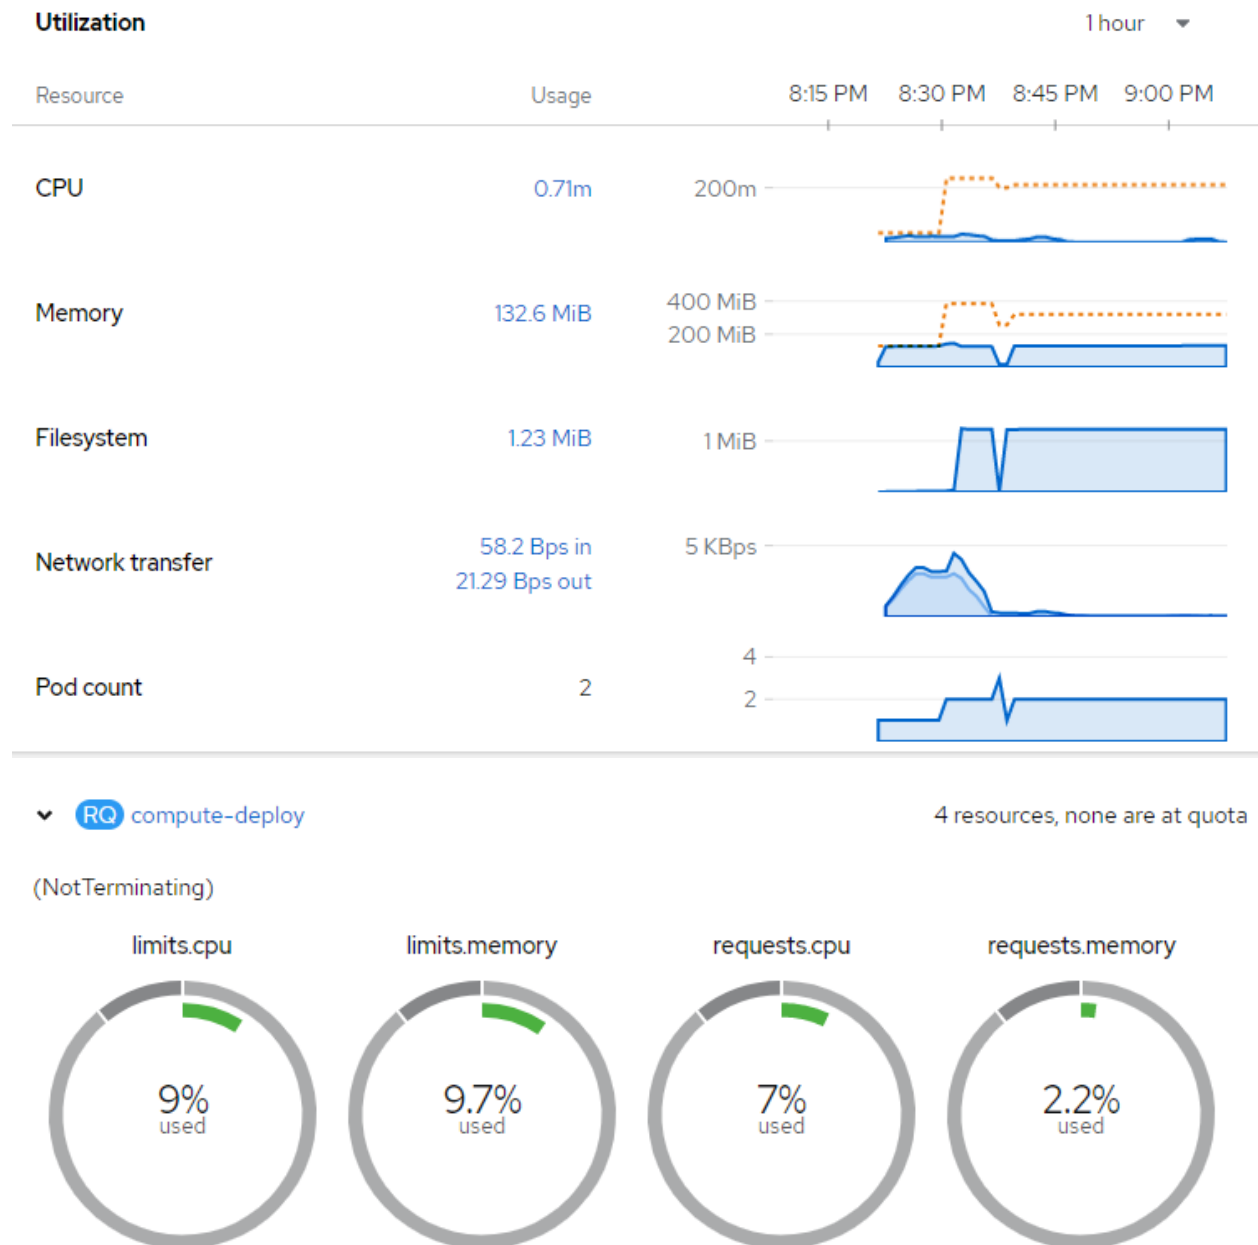 Utilization
1 hour
Resource Usage 8:15 PM 8:30 PM 8:45 PM 9:00 PM
CPU 0.71m 200m
Memory 132.6 MiB 400 MiB
200 MiB
Filesystem 1.23 MiB 1 MiB
Network transfer 58.2 Bps in 5 KBps
21.29 Bps out
Pod count 2 4
2
RQ compute-deploy 4 resources, none are at quota
(NotTerminating)
limits.cpu limits.memory requests.cpu requests.memory
9% 9.7% 7% 2.2%
used used used used